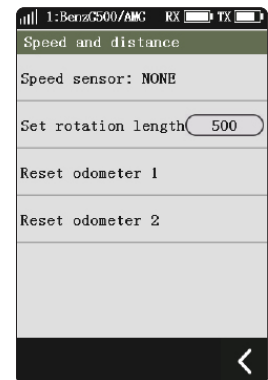 1:BenzG500/AMG RX TX
Speed and distance
Speed sensor: NONE
Set rotation length 500
Reset odometer 1
Reset odometer 2